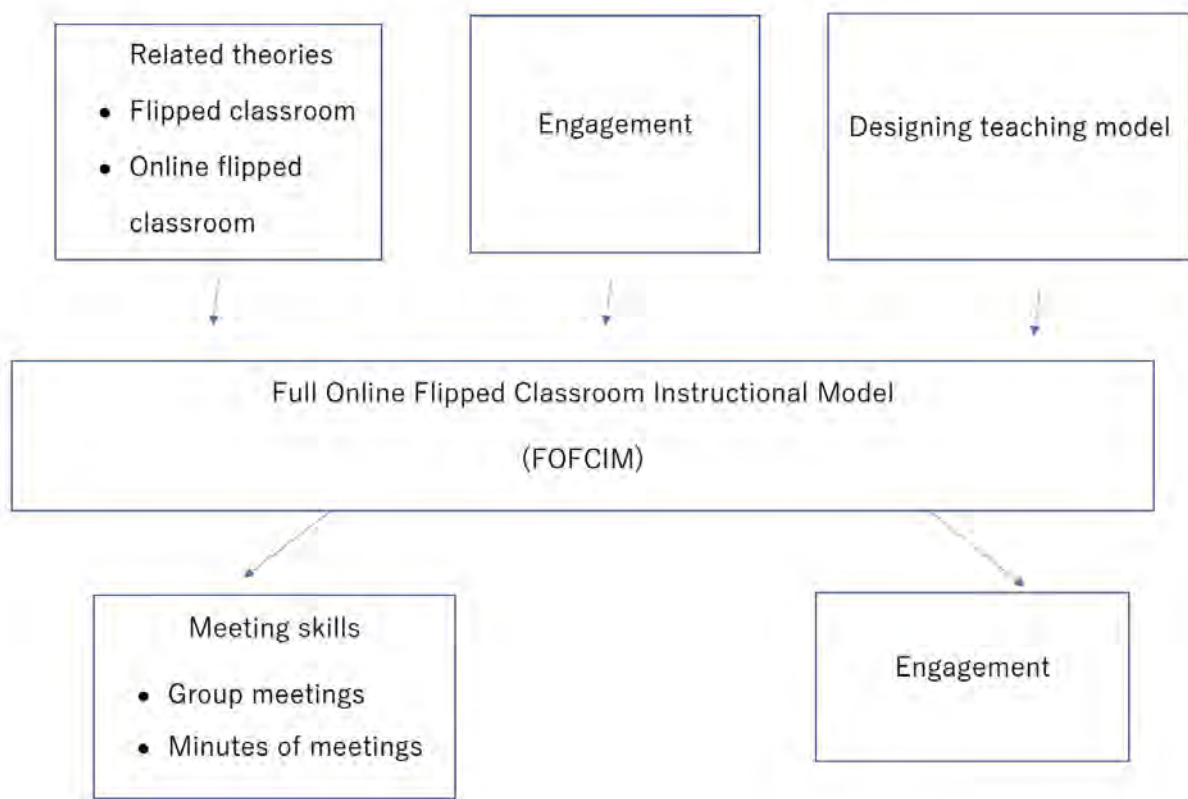 Related theories
• Flipped classroom
• Online flipped
classroom
Engagement
Designing teaching model
Full Online Flipped Classroom Instructional Model
(FOFCIM)
Meeting skills
• Group meetings
• Minutes of meetings
Engagement